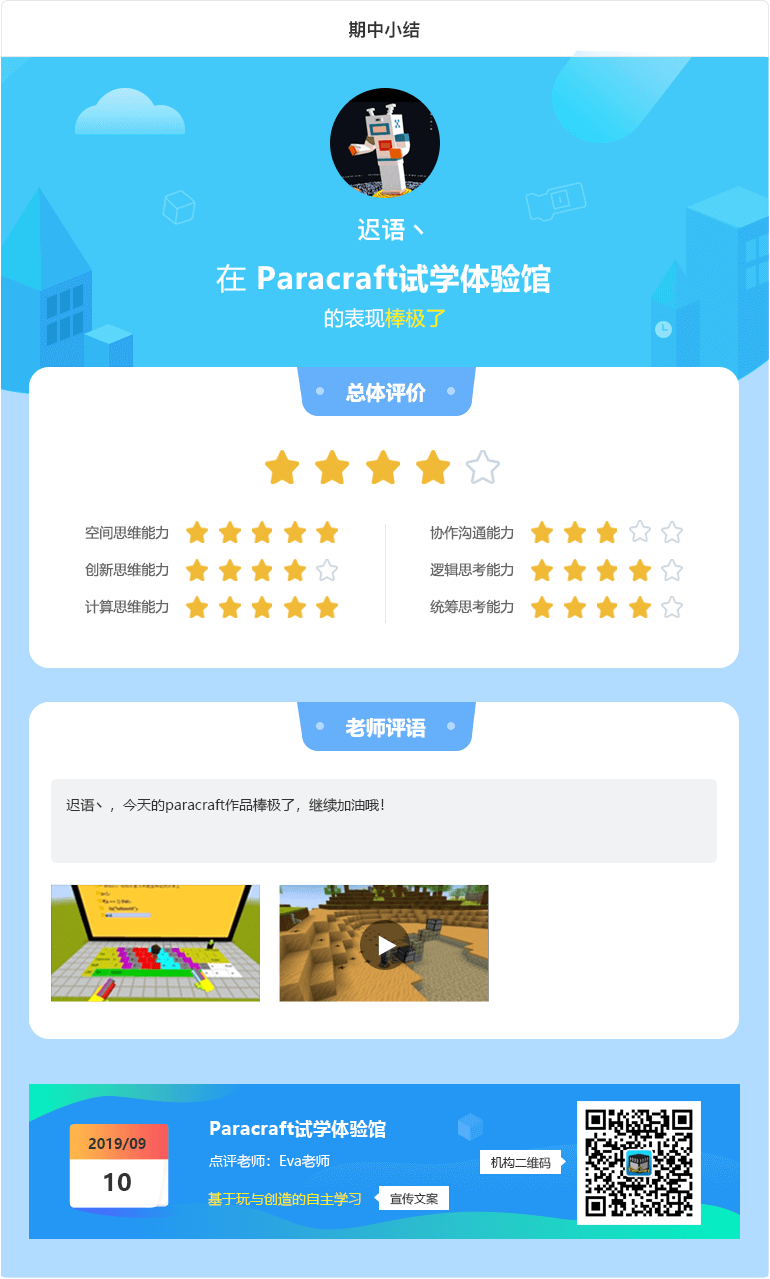 期中小结
迟语丶
在 Paracraft试学体验馆
的表现棒极了
总体评价
空间思维能力
协作沟通能力
创新思维能力
逻辑思考能力
计算思维能力
统筹思考能力
老师评语
迟语丶，今天的paracraft作品棒极了，继续加油哦！
2019/09
10
Paracraft试学体验馆
点评老师：Eva老师
基于玩与创造的自主学习
宣传文案
机构二维码